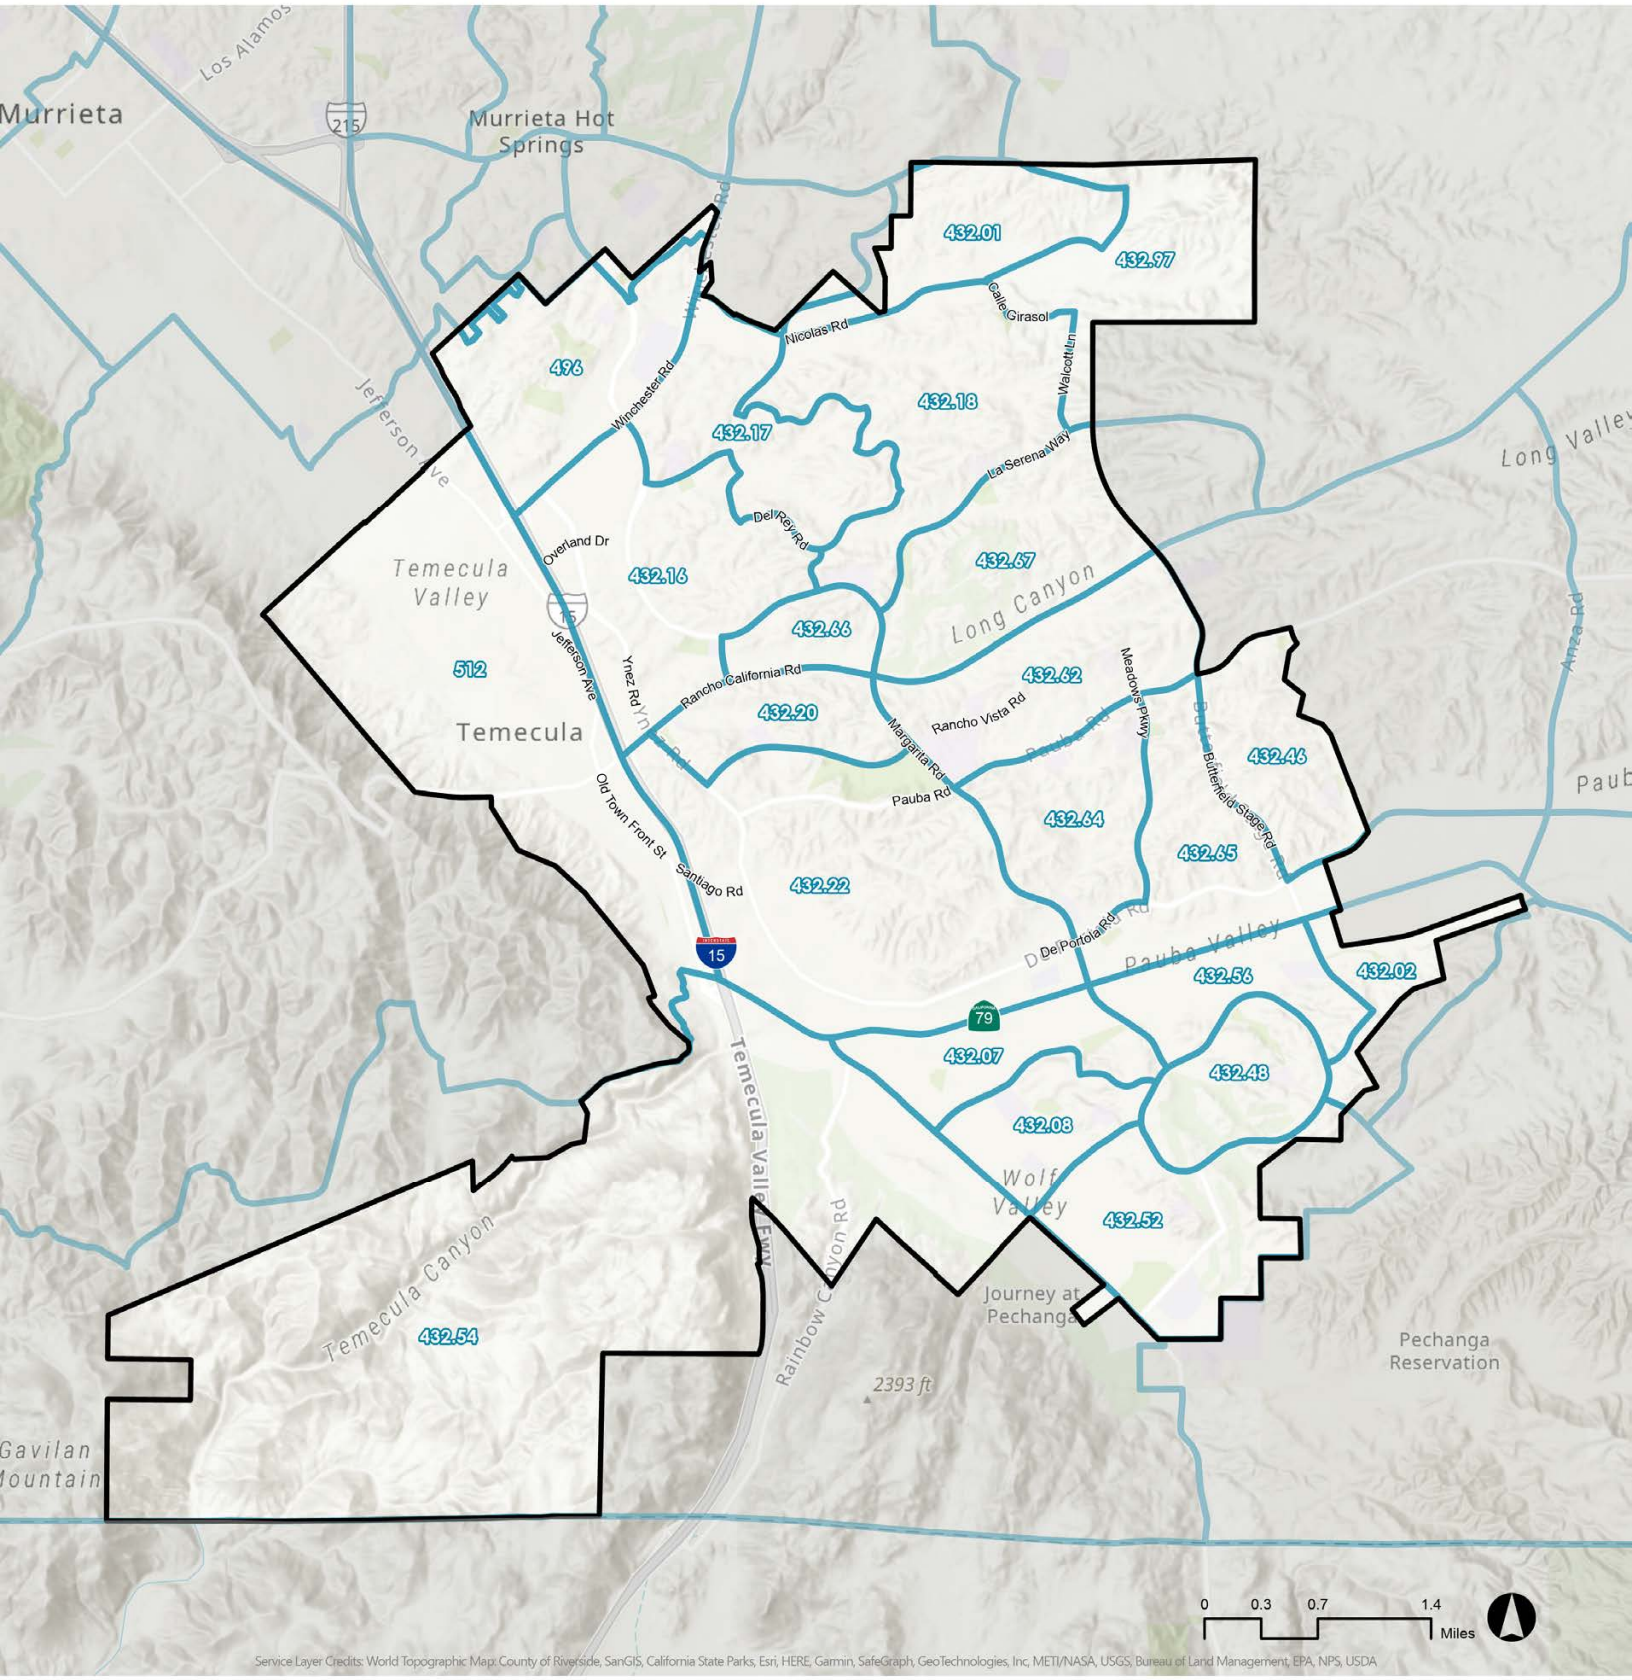 Los Alamos
Murrieta
215
Murrieta Hot
Springs
Winchester Rd
432.01
432.97
Calle
Girasol
Nicolas Rd
Walcott Ln
496
Winchester Rd
Jefferson Ave
432.18
432.17
La Serena Way
Long Valley
Del Rey Rd
Overland Dr
Temecula
Valley
432.16
432.67
Long Canyon
15
Anza Rd
432.66
Jefferson Ave
512
Ynez Rd
Rancho California Rd
432.62
Meadows Pkwy
Rancho Vista Rd
432.20
Ynez Rd
Temecula
Margarita Rd
Pauba Rd
432.46
Butterfield Stage Rd
Pauba Rd
Old Town Front St
432.64
432.65
Santiago Rd
432.22
De Portola Rd
Pauba Valley
15
432.56
432.02
79
432.07
432.48
Temecula Valley Fwy
432.08
Wolf
Valley
432.52
Rainbow Canyon Rd
Temecula Canyon
432.54
Journey at
Pechanga
Pechanga
Reservation
2393 ft
Gavilan
Mountain
0 0.3 0.7 1.4
Miles
Service Layer Credits: World Topographic Map: County of Riverside, SanGIS, California State Parks, Esri, HERE, Garmin, SafeGraph, GeoTechnologies, Inc, METI/NASA, USGS, Bureau of Land Management, EPA, NPS, USDA